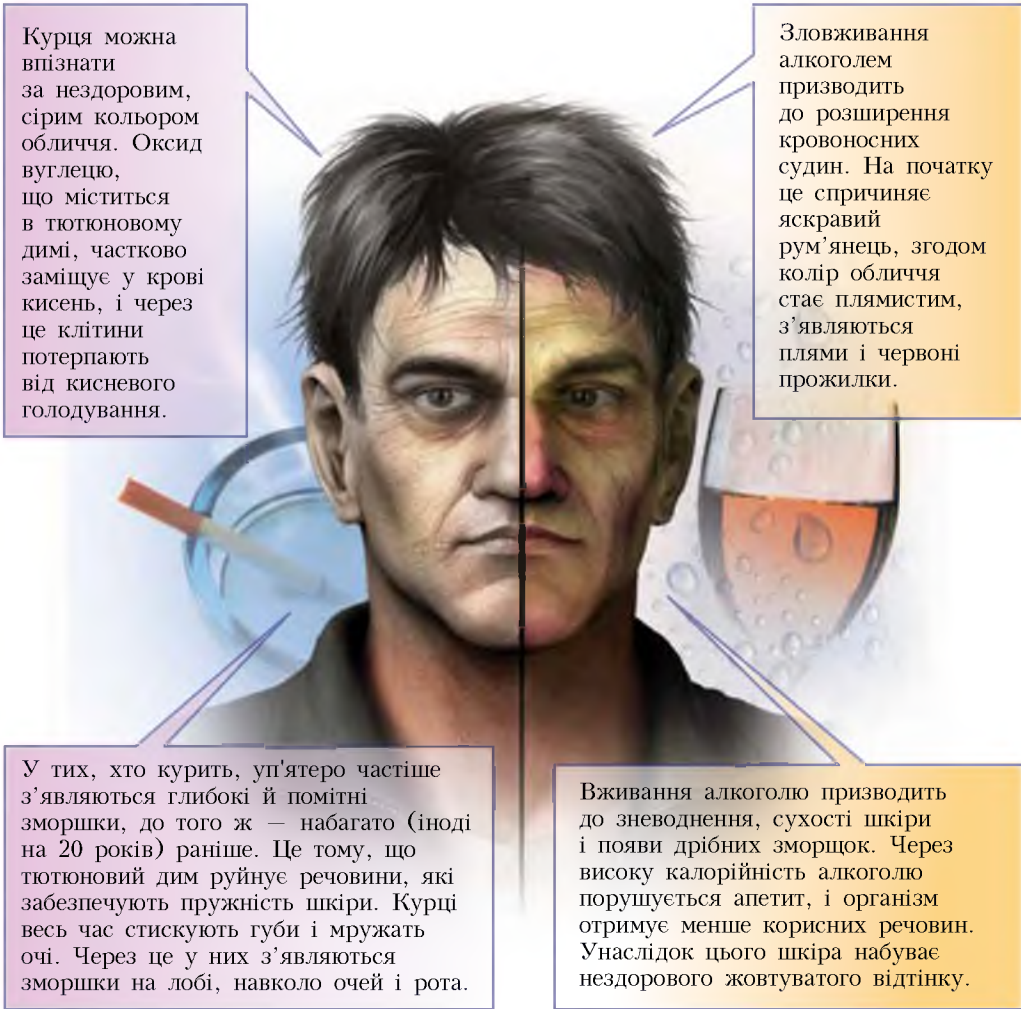 Курця можна
впізнати
за нездоровим,
сірим кольором
обличчя. Оксид
вуглецю,
що міститься
в тютюновому
димі, частково
заміщує у крові
кисень, і через
це клітини
потерпають
від кисневого
голодування.
Зловживання
алкоголем
призводить
до розширення
кровоносних
судин. На початку
це спричиняє
яскравий
рум’янець, згодом
колір обличчя
стає плямистим,
з’являються
плями і червоні
прожилки.
У тих, хто курить, уп'ятеро частіше
з’являються глибокі й помітні
зморшки, до того ж — набагато (іноді
на 20 років) раніше. Це тому, що
тютюновий дим руйнує речовини, які
забезпечують пружність шкіри. Курці
весь час стискують губи і мружать
очі. Через це у них з’являються
зморшки на лобі, навколо очей і рота.
Вживання алкоголю призводить
до зневоднення, сухості шкіри
і появи дрібних зморщок. Через
високу калорійність алкоголю
порушується апетит, і організм
отримує менше корисних речовин.
Унаслідок цього шкіра набуває
нездорового жовтуватого відтінку.